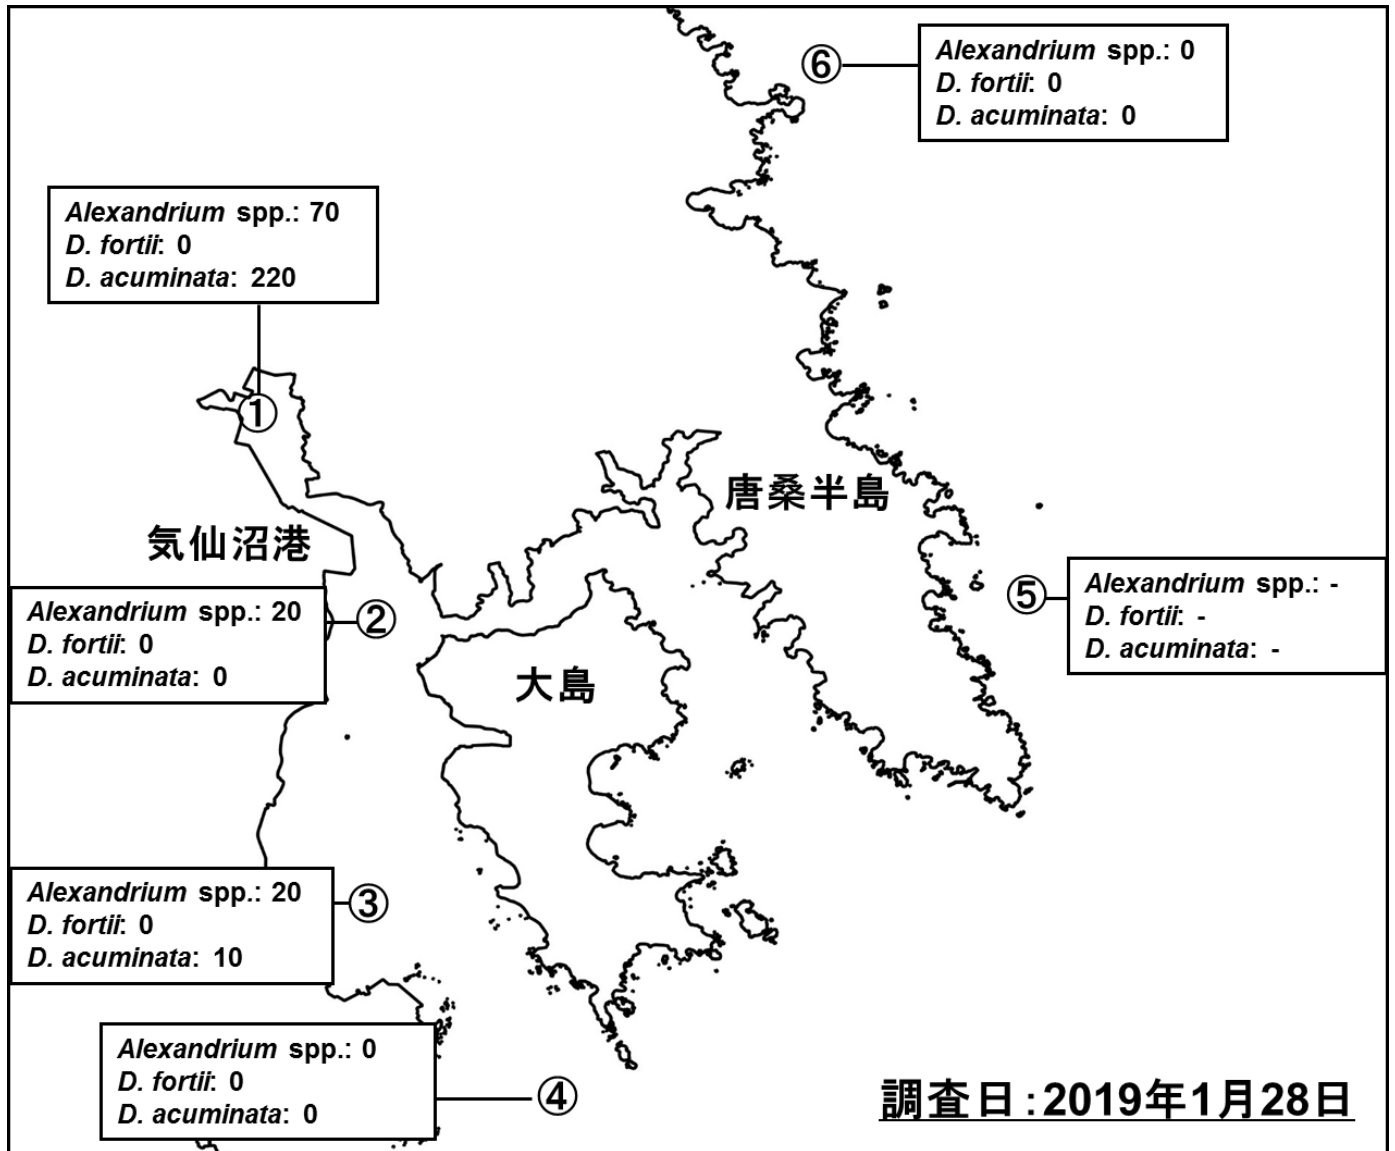 ⑥
Alexandrium spp.: 0
D. fortii: 0
D. acuminata: 0
Alexandrium spp.: 70
D. fortii: 0
D. acuminata: 220
①
唐桑半島
気仙沼港
Alexandrium spp.: 20
D. fortii: 0
D. acuminata: 0
②
⑤
Alexandrium spp.: -
D. fortii: -
D. acuminata: -
大島
Alexandrium spp.: 20
D. fortii: 0
D. acuminata: 10
③
Alexandrium spp.: 0
D. fortii: 0
D. acuminata: 0
④
調査日:2019年1月28日